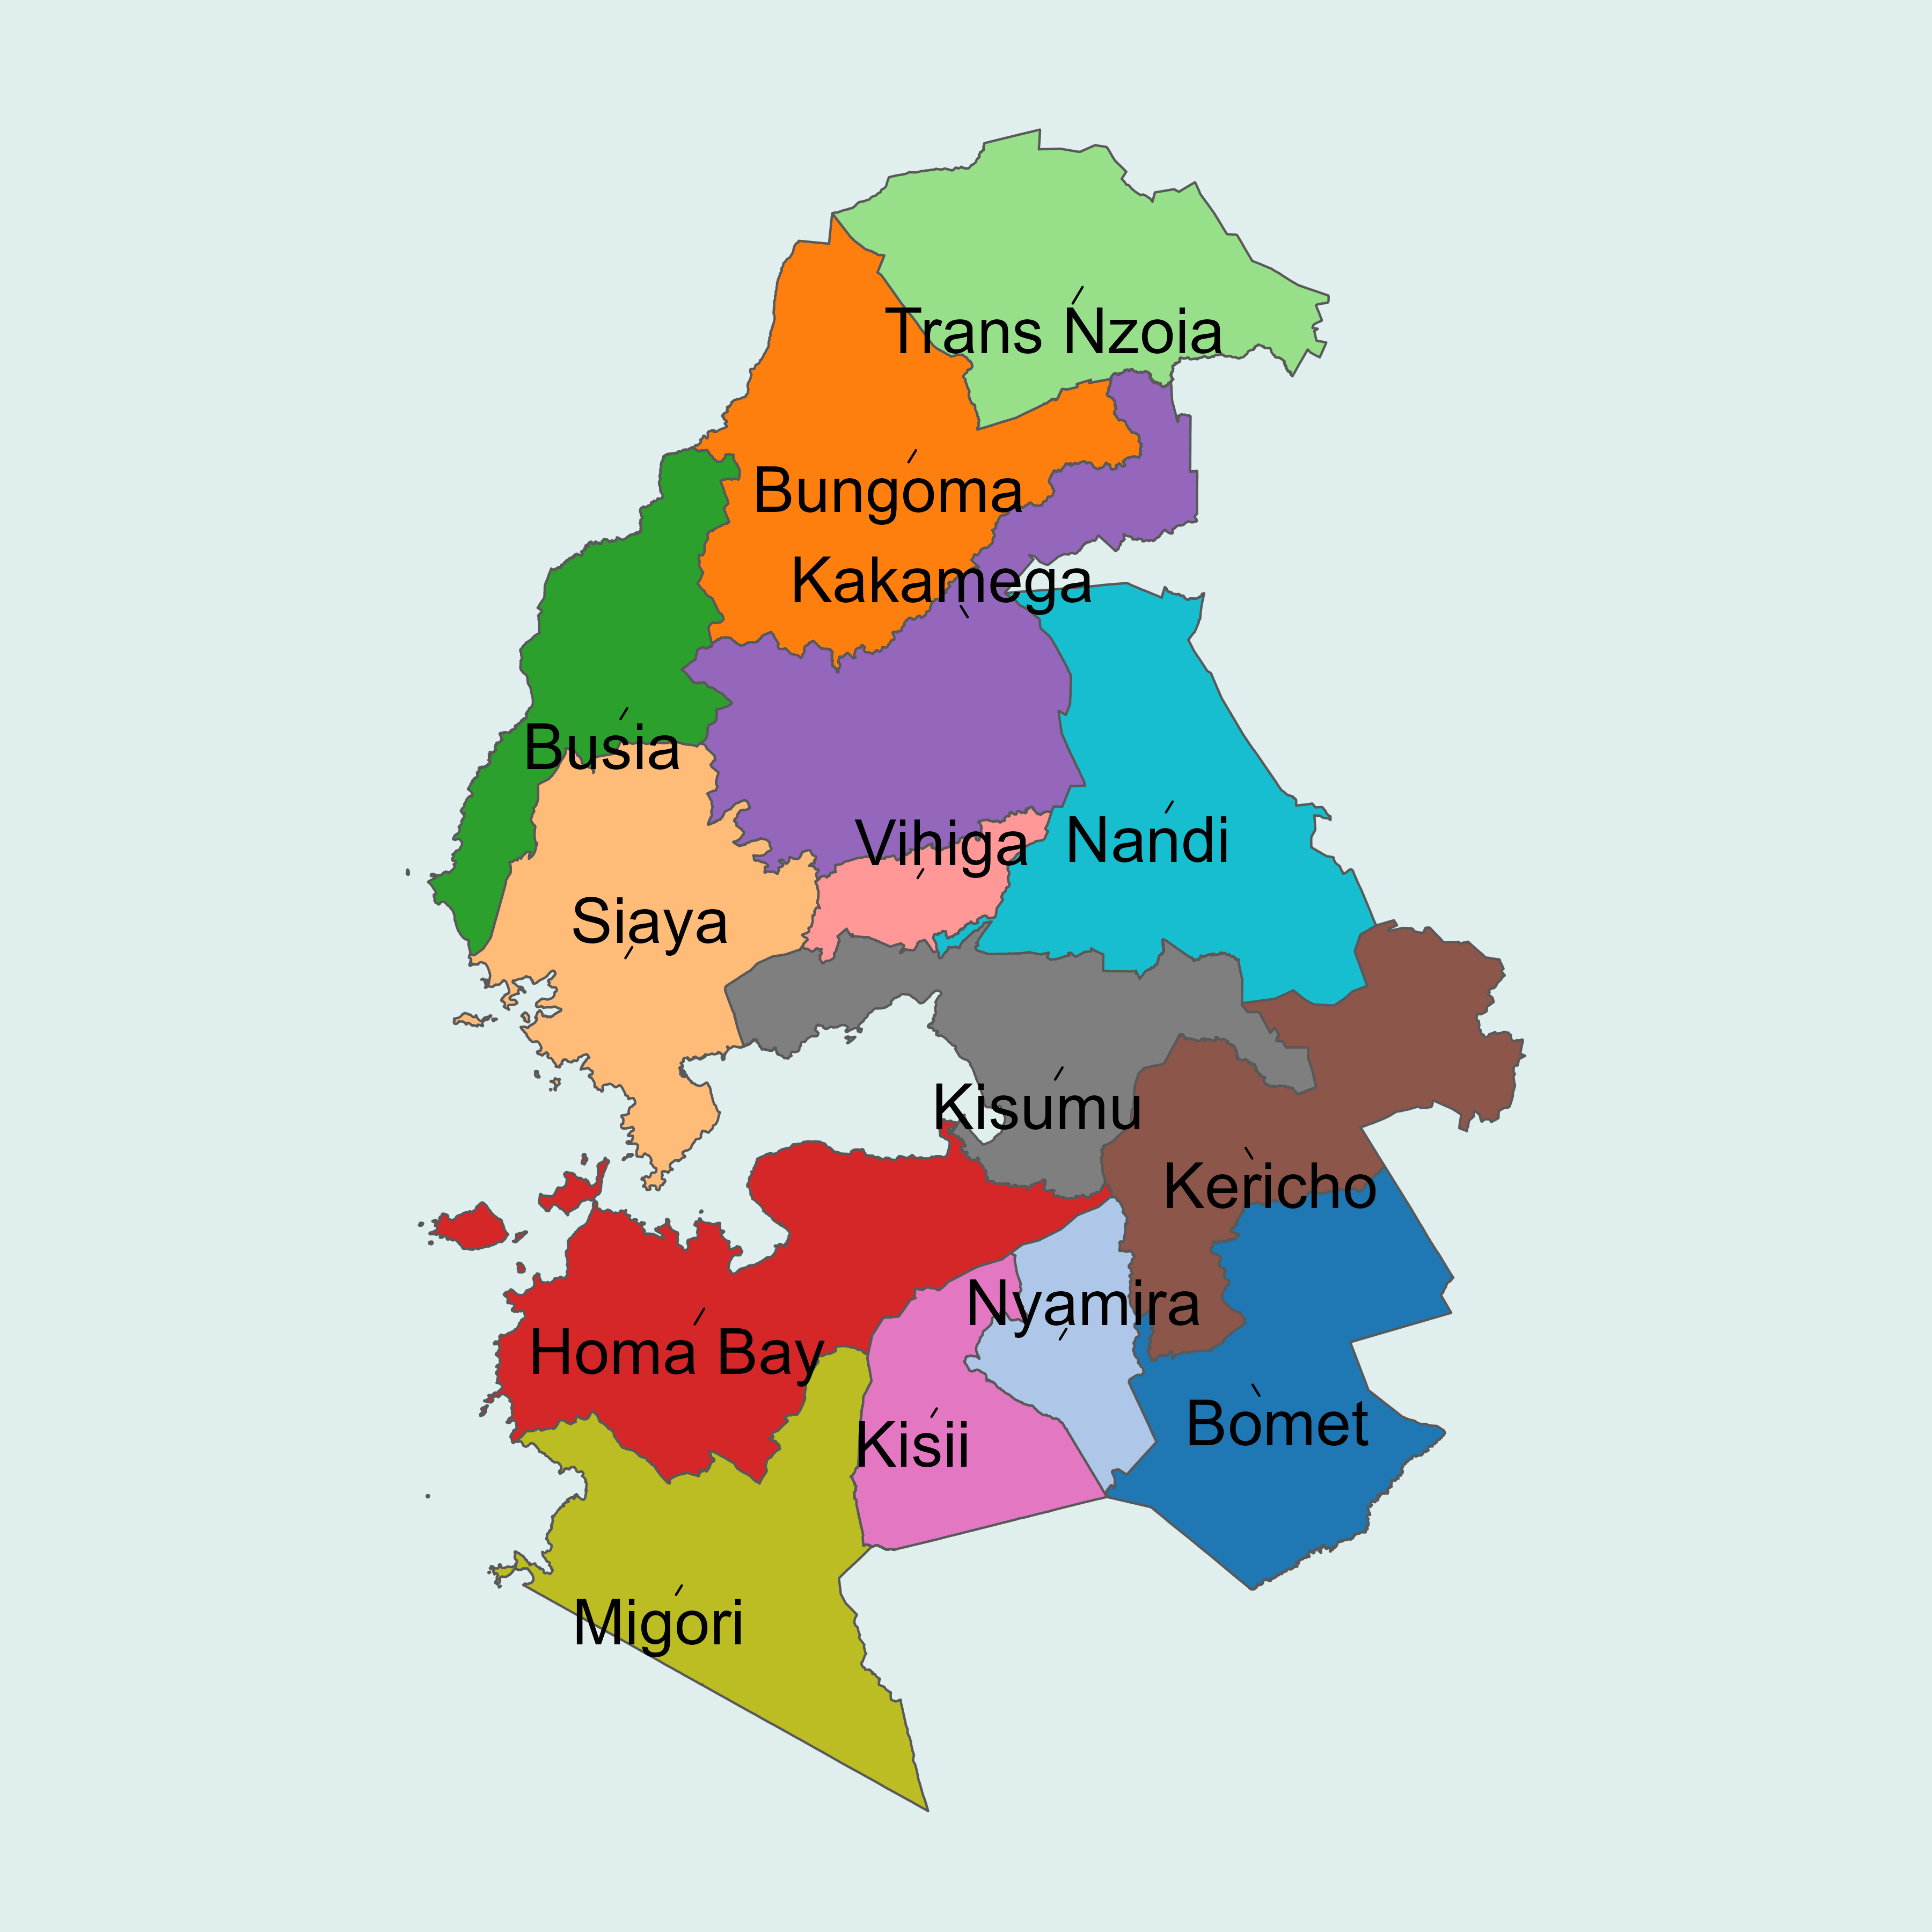 Trans Nzoia
Bungoma
Kakamega
Busia
Vihiga
Nandi
Siaya
Kisumu
Kericho
Nyamira
Homa Bay
Bomet
Kisii
Migori